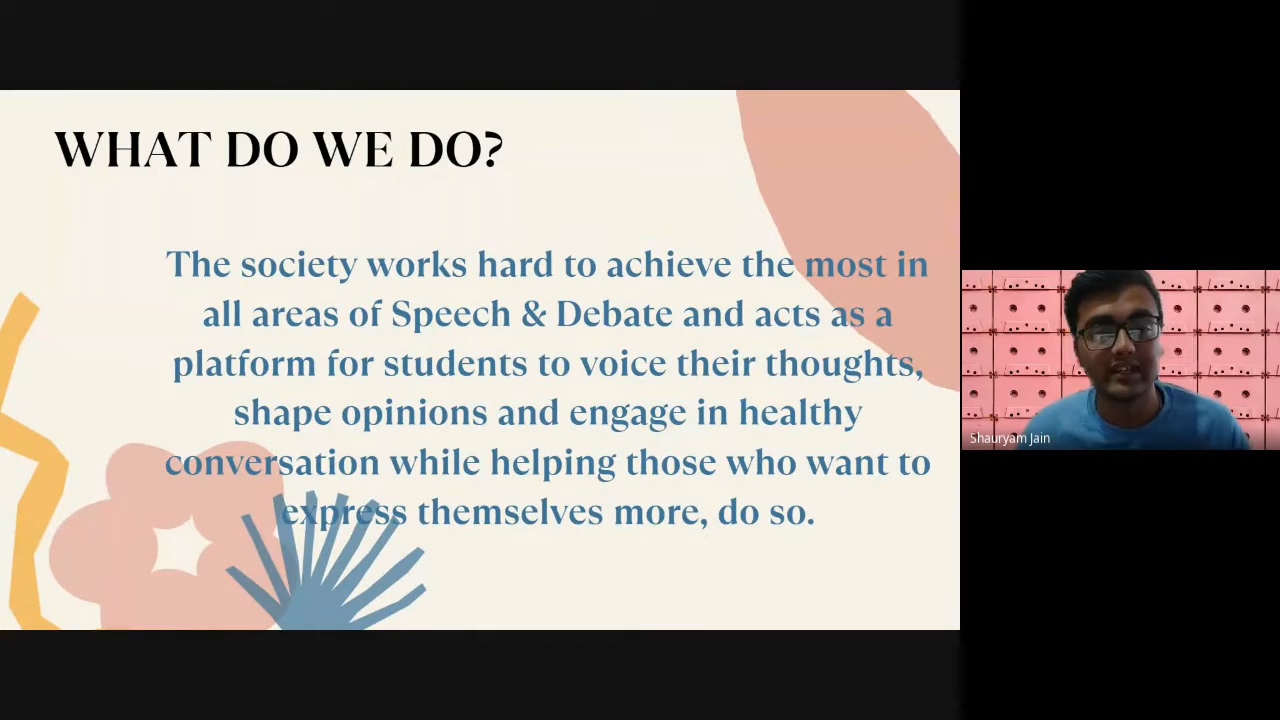 WHAT DO WE DO?
The society works hard to achieve the most in
all areas of Speech & Debate and acts as a
platform for students to voice their thoughts,
shape opinions and engage in healthy
conversation while helping those who want to
express themselves more, do so.
Shauryam Jain